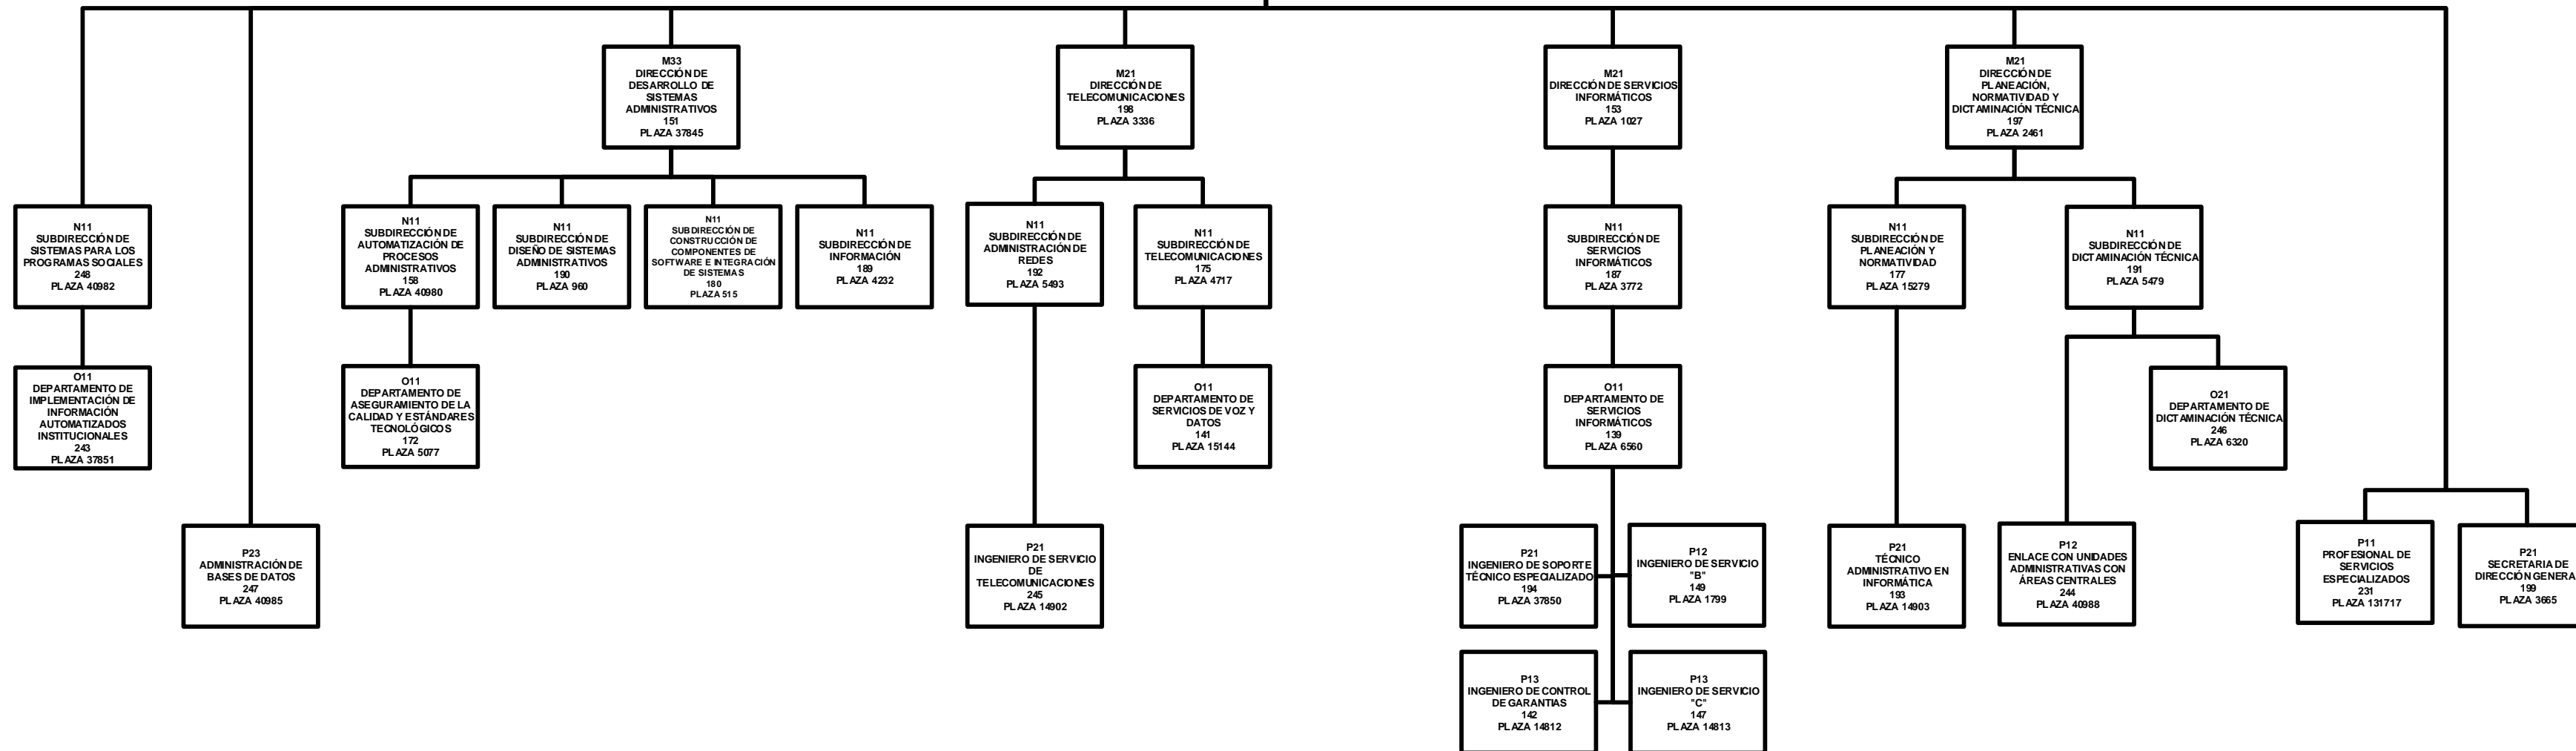 M33
DIRECCIÓN DE
DESARROLLO DE
SISTEMAS
ADMINISTRATIVOS
151
PLAZA 37845
M21
DIRECCIÓN DE
TELECOMUNICACIONES
198
PLAZA 3336
M21
DIRECCIÓN DE SERVICIOS
INFORMÁTICOS
153
PLAZA 1027
M21
DIRECCIÓN DE
PLANEACIÓN,
NORMATIVIDAD Y
DICTAMINACIÓN TÉCNICA
197
PLAZA 2461
N11
SUBDIRECCIÓN DE
SISTEMAS PARA LOS
PROGRAMAS SOCIALES
248
PLAZA 40982
N11
SUBDIRECCIÓN DE
AUTOMATIZACIÓN DE
PROCESOS
ADMINISTRATIVOS
158
PLAZA 40980
N11
SUBDIRECCIÓN DE
DISEÑO DE SISTEMAS
ADMINISTRATIVOS
190
PLAZA 960
N11
SUBDIRECCIÓN DE
CONSTRUCCIÓN DE
COMPONENTES DE
SOFTWARE E INTEGRACIÓN
DE SISTEMAS
180
PLAZA 515
N11
SUBDIRECCIÓN DE
INFORMACIÓN
189
PLAZA 4232
N11
SUBDIRECCIÓN DE
ADMINISTRACIÓN DE
REDES
192
PLAZA 5493
N11
SUBDIRECCIÓN DE
TELECOMUNICACIONES
175
PLAZA 4717
N11
SUBDIRECCIÓN DE
SERVICIOS
INFORMÁTICOS
187
PLAZA 3772
N11
SUBDIRECCIÓN DE
PLANEACIÓN Y
NORMATIVIDAD
177
PLAZA 15279
N11
SUBDIRECCIÓN DE
DICTAMINACIÓN TÉCNICA
191
PLAZA 5479
O11
DEPARTAMENTO DE
IMPLEMENTACIÓN DE
INFORMACIÓN
AUTOMATIZADOS
INSTITUCIONALES
243
PLAZA 37851
O11
DEPARTAMENTO DE
ASEGURAMIENTO DE LA
CALIDAD Y ESTÁNDARES
TECNOLÓGICOS
172
PLAZA 5077
O11
DEPARTAMENTO DE
SERVICIOS DE VOZ Y
DATOS
141
PLAZA 15144
O11
DEPARTAMENTO DE
SERVICIOS
INFORMÁTICOS
139
PLAZA 6560
O21
DEPARTAMENTO DE
DICTAMINACIÓN TÉCNICA
246
PLAZA 6320
P23
ADMINISTRACIÓN DE
BASES DE DATOS
247
PLAZA 40985
P21
INGENIERO DE SERVICIO
DE
TELECOMUNICACIONES
245
PLAZA 14902
P21
INGENIERO DE SOPORTE
TÉCNICO ESPECIALIZADO
194
PLAZA 37850
P12
INGENIERO DE SERVICIO
"B"
149
PLAZA 1799
P21
TÉCNICO
ADMINISTRATIVO EN
INFORMÁTICA
193
PLAZA 14903
P12
ENLACE CON UNIDADES
ADMINISTRATIVAS CON
ÁREAS CENTRALES
244
PLAZA 40988
P11
PROFESIONAL DE
SERVICIOS
ESPECIALIZADOS
231
PLAZA 131717
P21
SECRETARIA DE
DIRECCIÓN GENERA
199
PLAZA 3665
P13
INGENIERO DE CONTROL
DE GARANTIAS
142
PLAZA 14812
P13
INGENIERO DE SERVICIO
"C"
147
PLAZA 14813